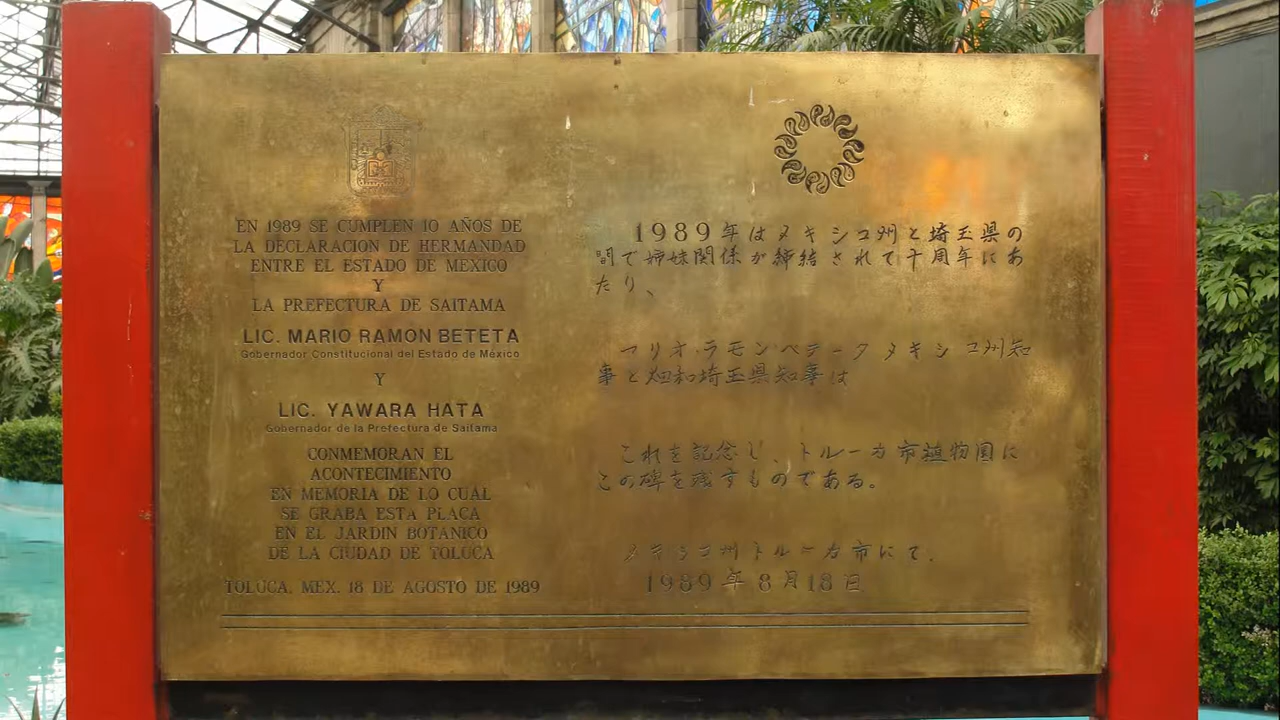 EN 1989 SE CUMPLEN 10 AÑOS DE
LA DECLARACION DE HERMANDAD
ENTRE EL ESTADO DE MEXICO
Y
LA PREFECTURA DE SAITAMA
LIC. MARIO RAMON BETETA
Gobernador Constitucional del Estado de México
Y
LIC. YAWARA HATA
Gobernador de la Prefectura de Saitama
CONMEMORAN EL
ACONTECIMIENTO
EN MEMORIA DE LO CUAL
SE GRABA ESTA PLACA
EN EL JARDIN BOTANICO
DE LA CIUDAD DE TOLUCA
TOLUCA, MEX. 18 DE AGOSTO DE 1989
1989年はメキシコ州と埼玉県の
間で姉妹関係が締結されて十周年にあ
たり、
マリオ・ラモン・ベテータ メキシコ州知
事と畑和埼玉県知事は
これを記念し、トルーカ市植物園に
この碑を残すものである。
メキシコ州トルーカ市にて.
1989年8月18日